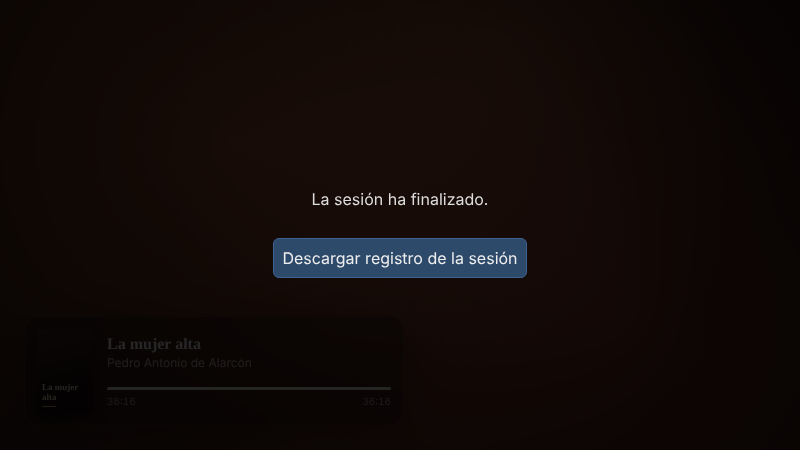 La sesión ha finalizado.
Descargar registro de la sesión
La mujer alta
Pedro Antonio de Alarcón
La mujer
alta
36:16
36:16